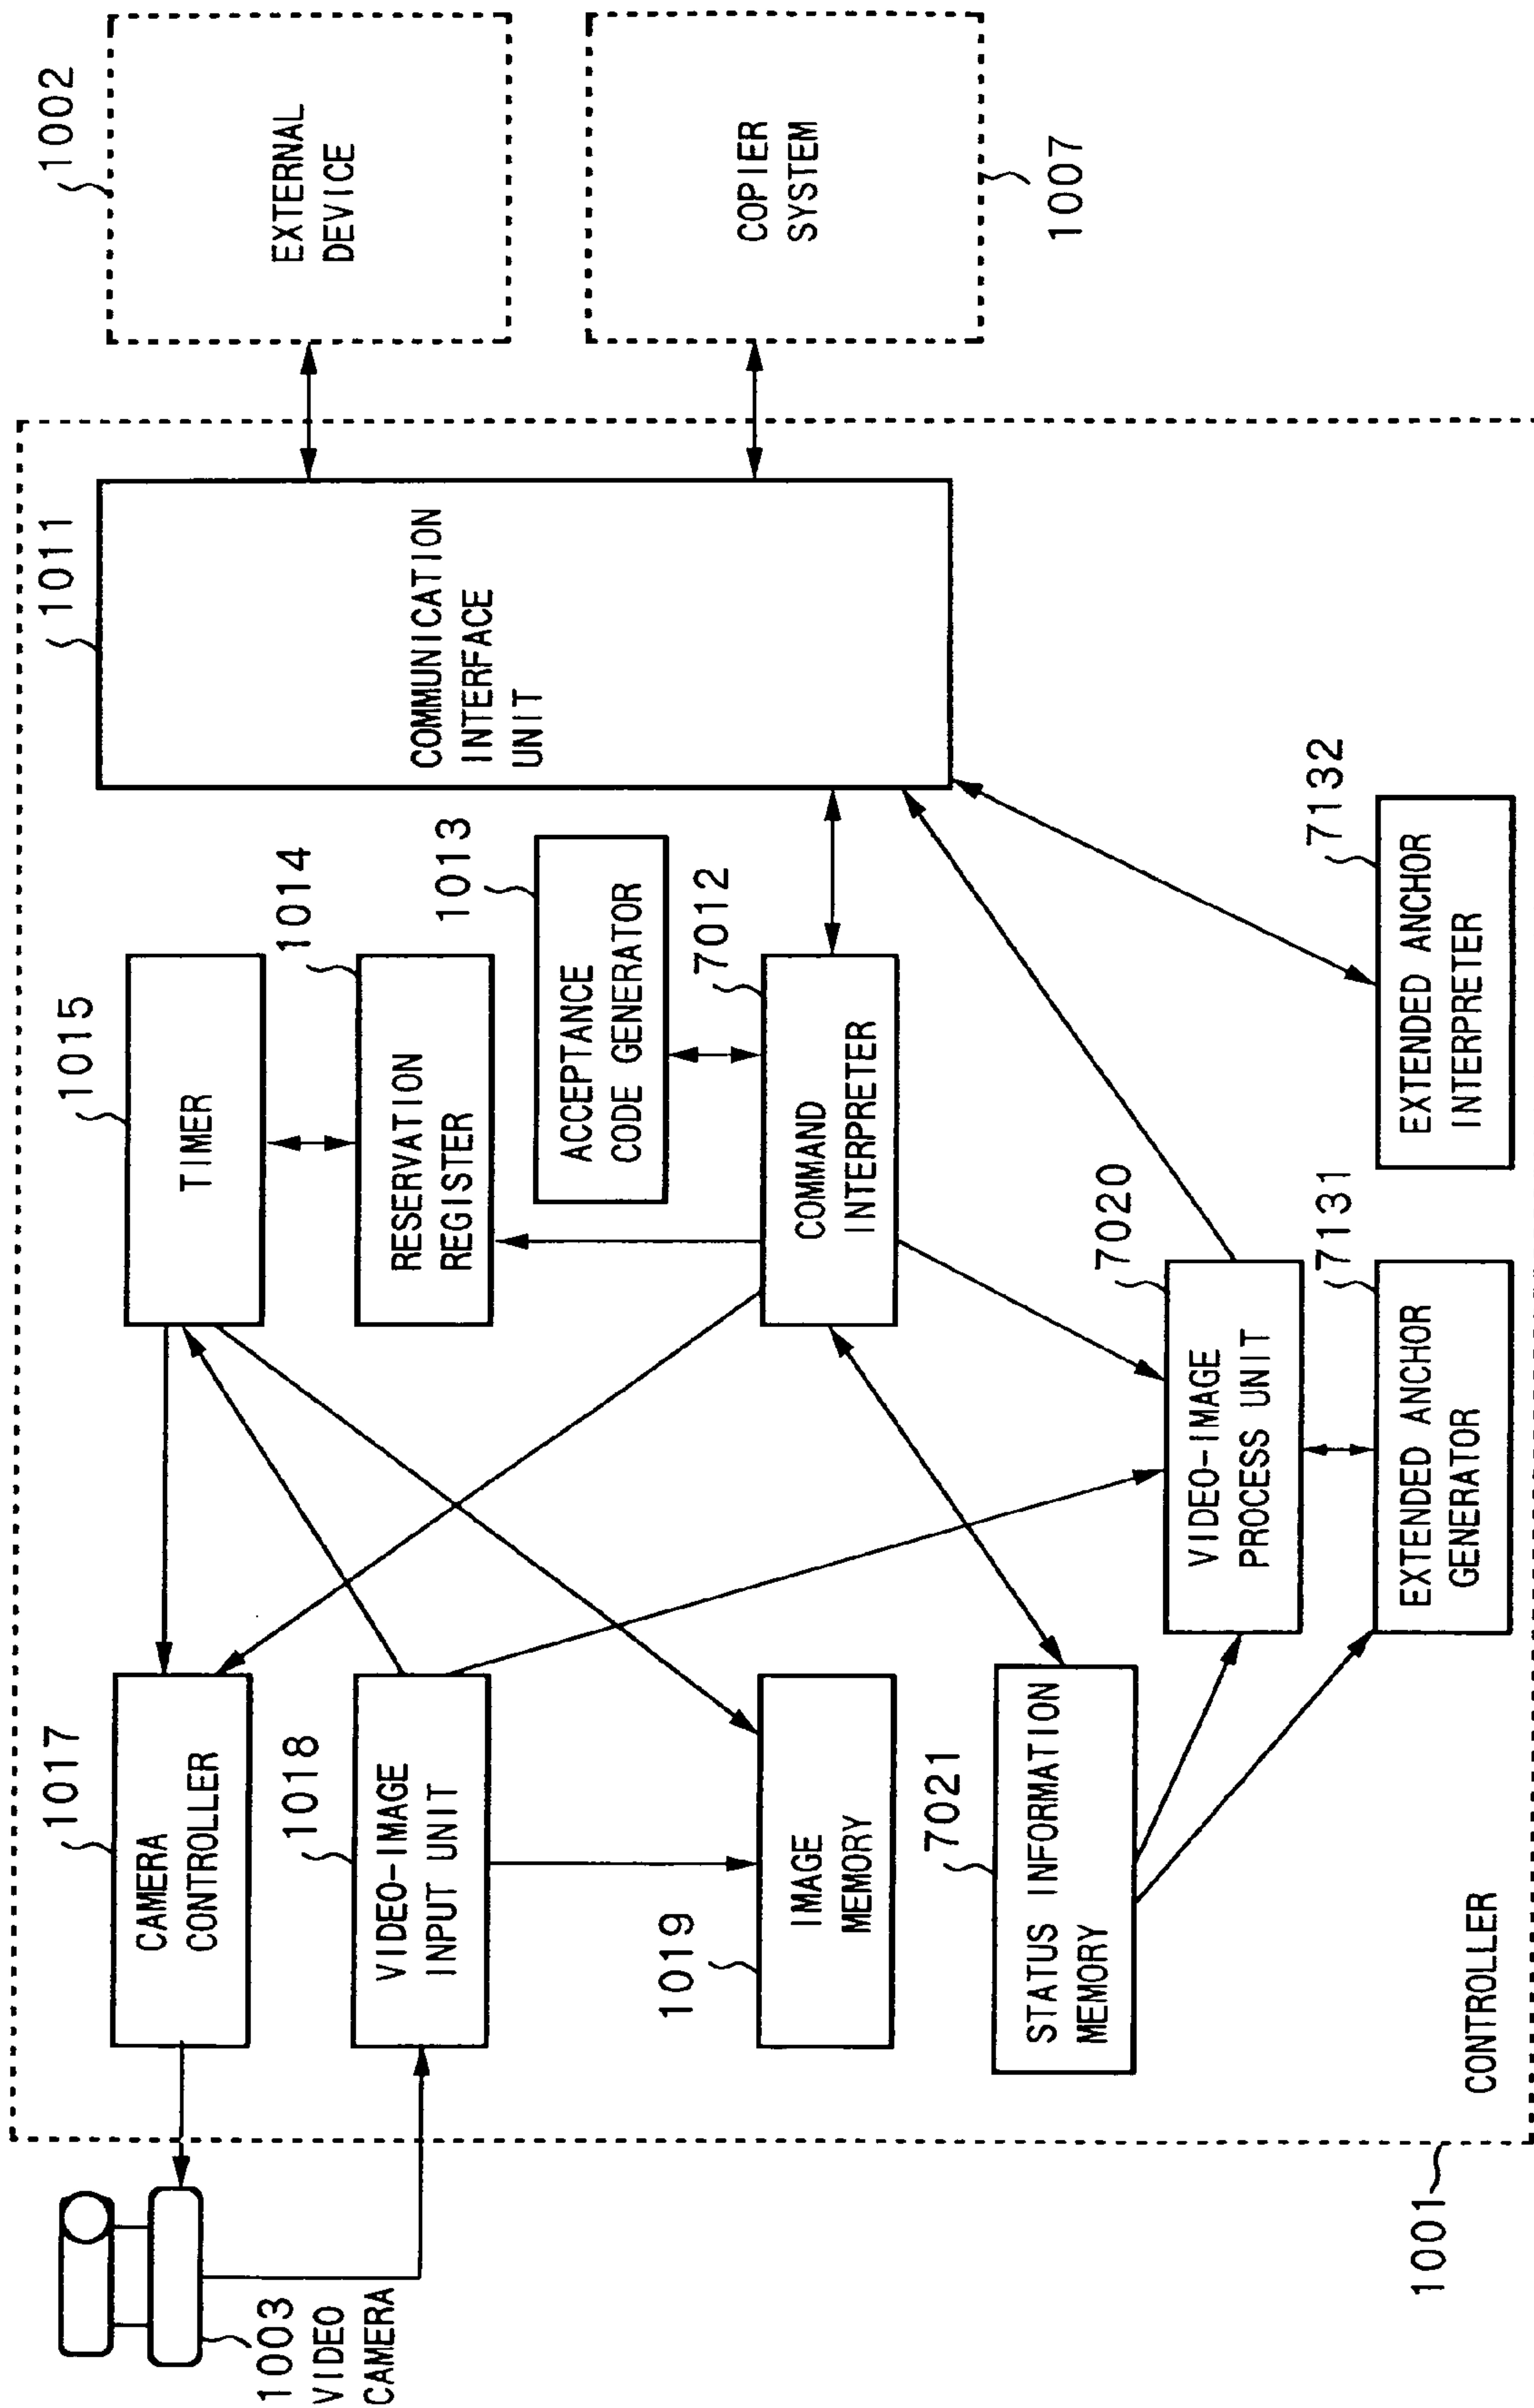 1003
VIDEO
CAMERA
1017
CAMERA
CONTROLLER
1015
TIMER
1011
COMMUNICATION
INTERFACE
UNIT
1002
EXTERNAL
DEVICE
1018
VIDEO-IMAGE
INPUT UNIT
1014
RESERVATION
REGISTER
1013
ACCEPTANCE
CODE GENERATOR
1019
IMAGE
MEMORY
7012
COMMAND
INTERPRETER
COPIER
SYSTEM
1007
7021
STATUS INFORMATION
MEMORY
7020
VIDEO-IMAGE
PROCESS UNIT
7131
EXTENDED ANCHOR
GENERATOR
7132
EXTENDED ANCHOR
INTERPRETER
CONTROLLER
1001